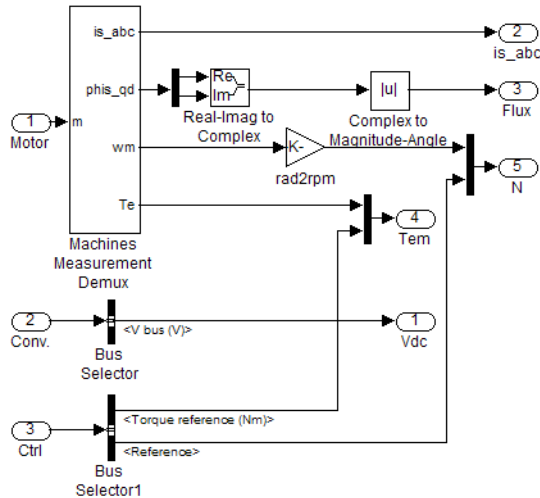 is_abc
2
is_abc
phis_qd
Re
Im
|u|
3
Flux
Real-Imag to
Complex
Complex to
Magnitude-Angle
1
Motor
m
wm
K-
rad2rpm
5
N
Te
4
Tem
Machines
Measurement
Demux
2
Conv.
<V bus (V)>
1
Vdc
Bus
Selector
3
Ctrl
<Torque reference (Nm)>
<Reference>
Bus
Selector1